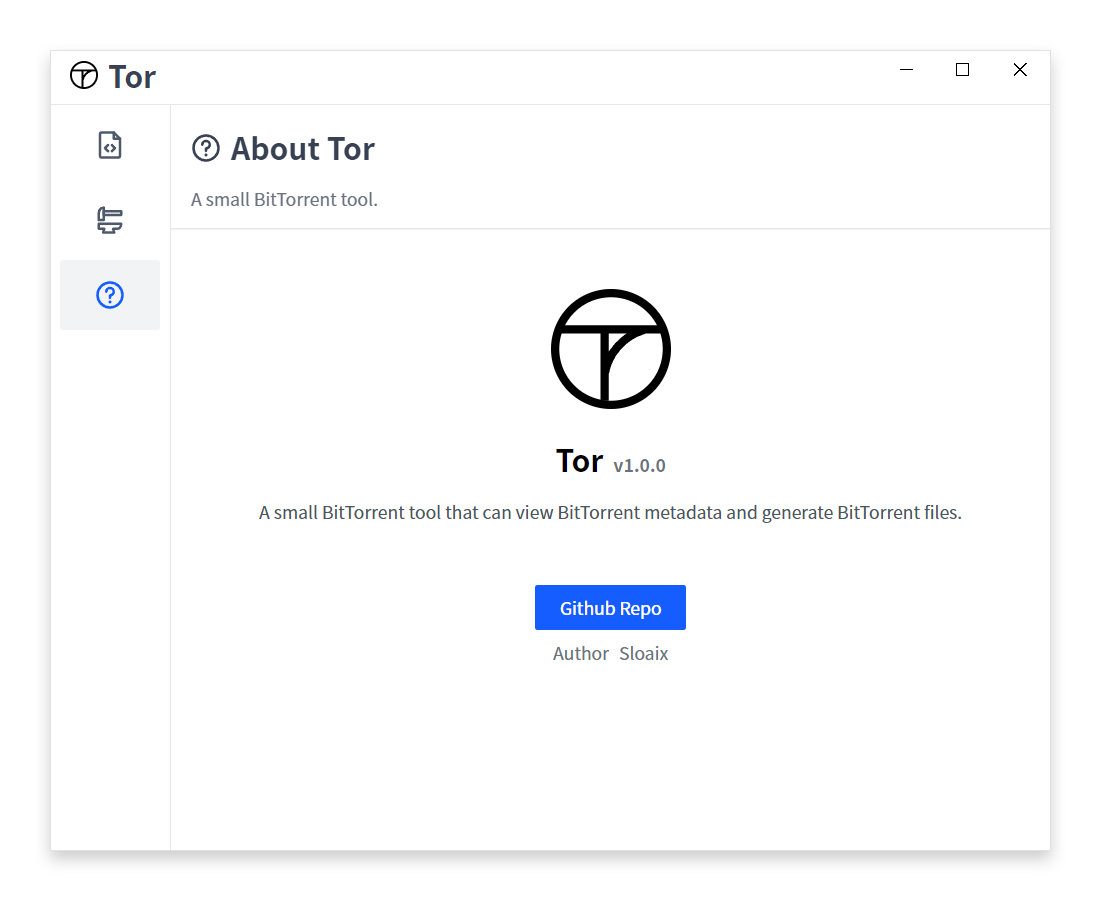 Tor
About Tor
A small BitTorrent tool.
Tor v1.0.0
A small BitTorrent tool that can view BitTorrent metadata and generate BitTorrent files.
Github Repo
Author Sloaix